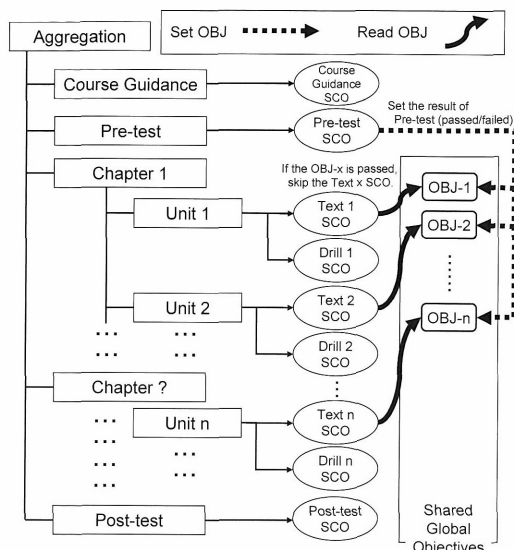 Aggregation
Set OBJ
Read OBJ
Course Guidance
Course
Guidance
SCO
Pre-test
Pre-test
SCO
Set the result of
Pre-test (passed/failed)
Chapter 1
If the OBJ-x is passed,
skip the Text x SCO.
Unit 1
Text 1
SCO
OBJ-1
Drill 1
SCO
OBJ-2
Unit 2
Text 2
SCO
OBJ-n
Drill 2
SCO
Chapter ?
Unit n
Text n
SCO
Drill n
SCO
Post-test
Post-test
SCO
Shared
Global
Objectives